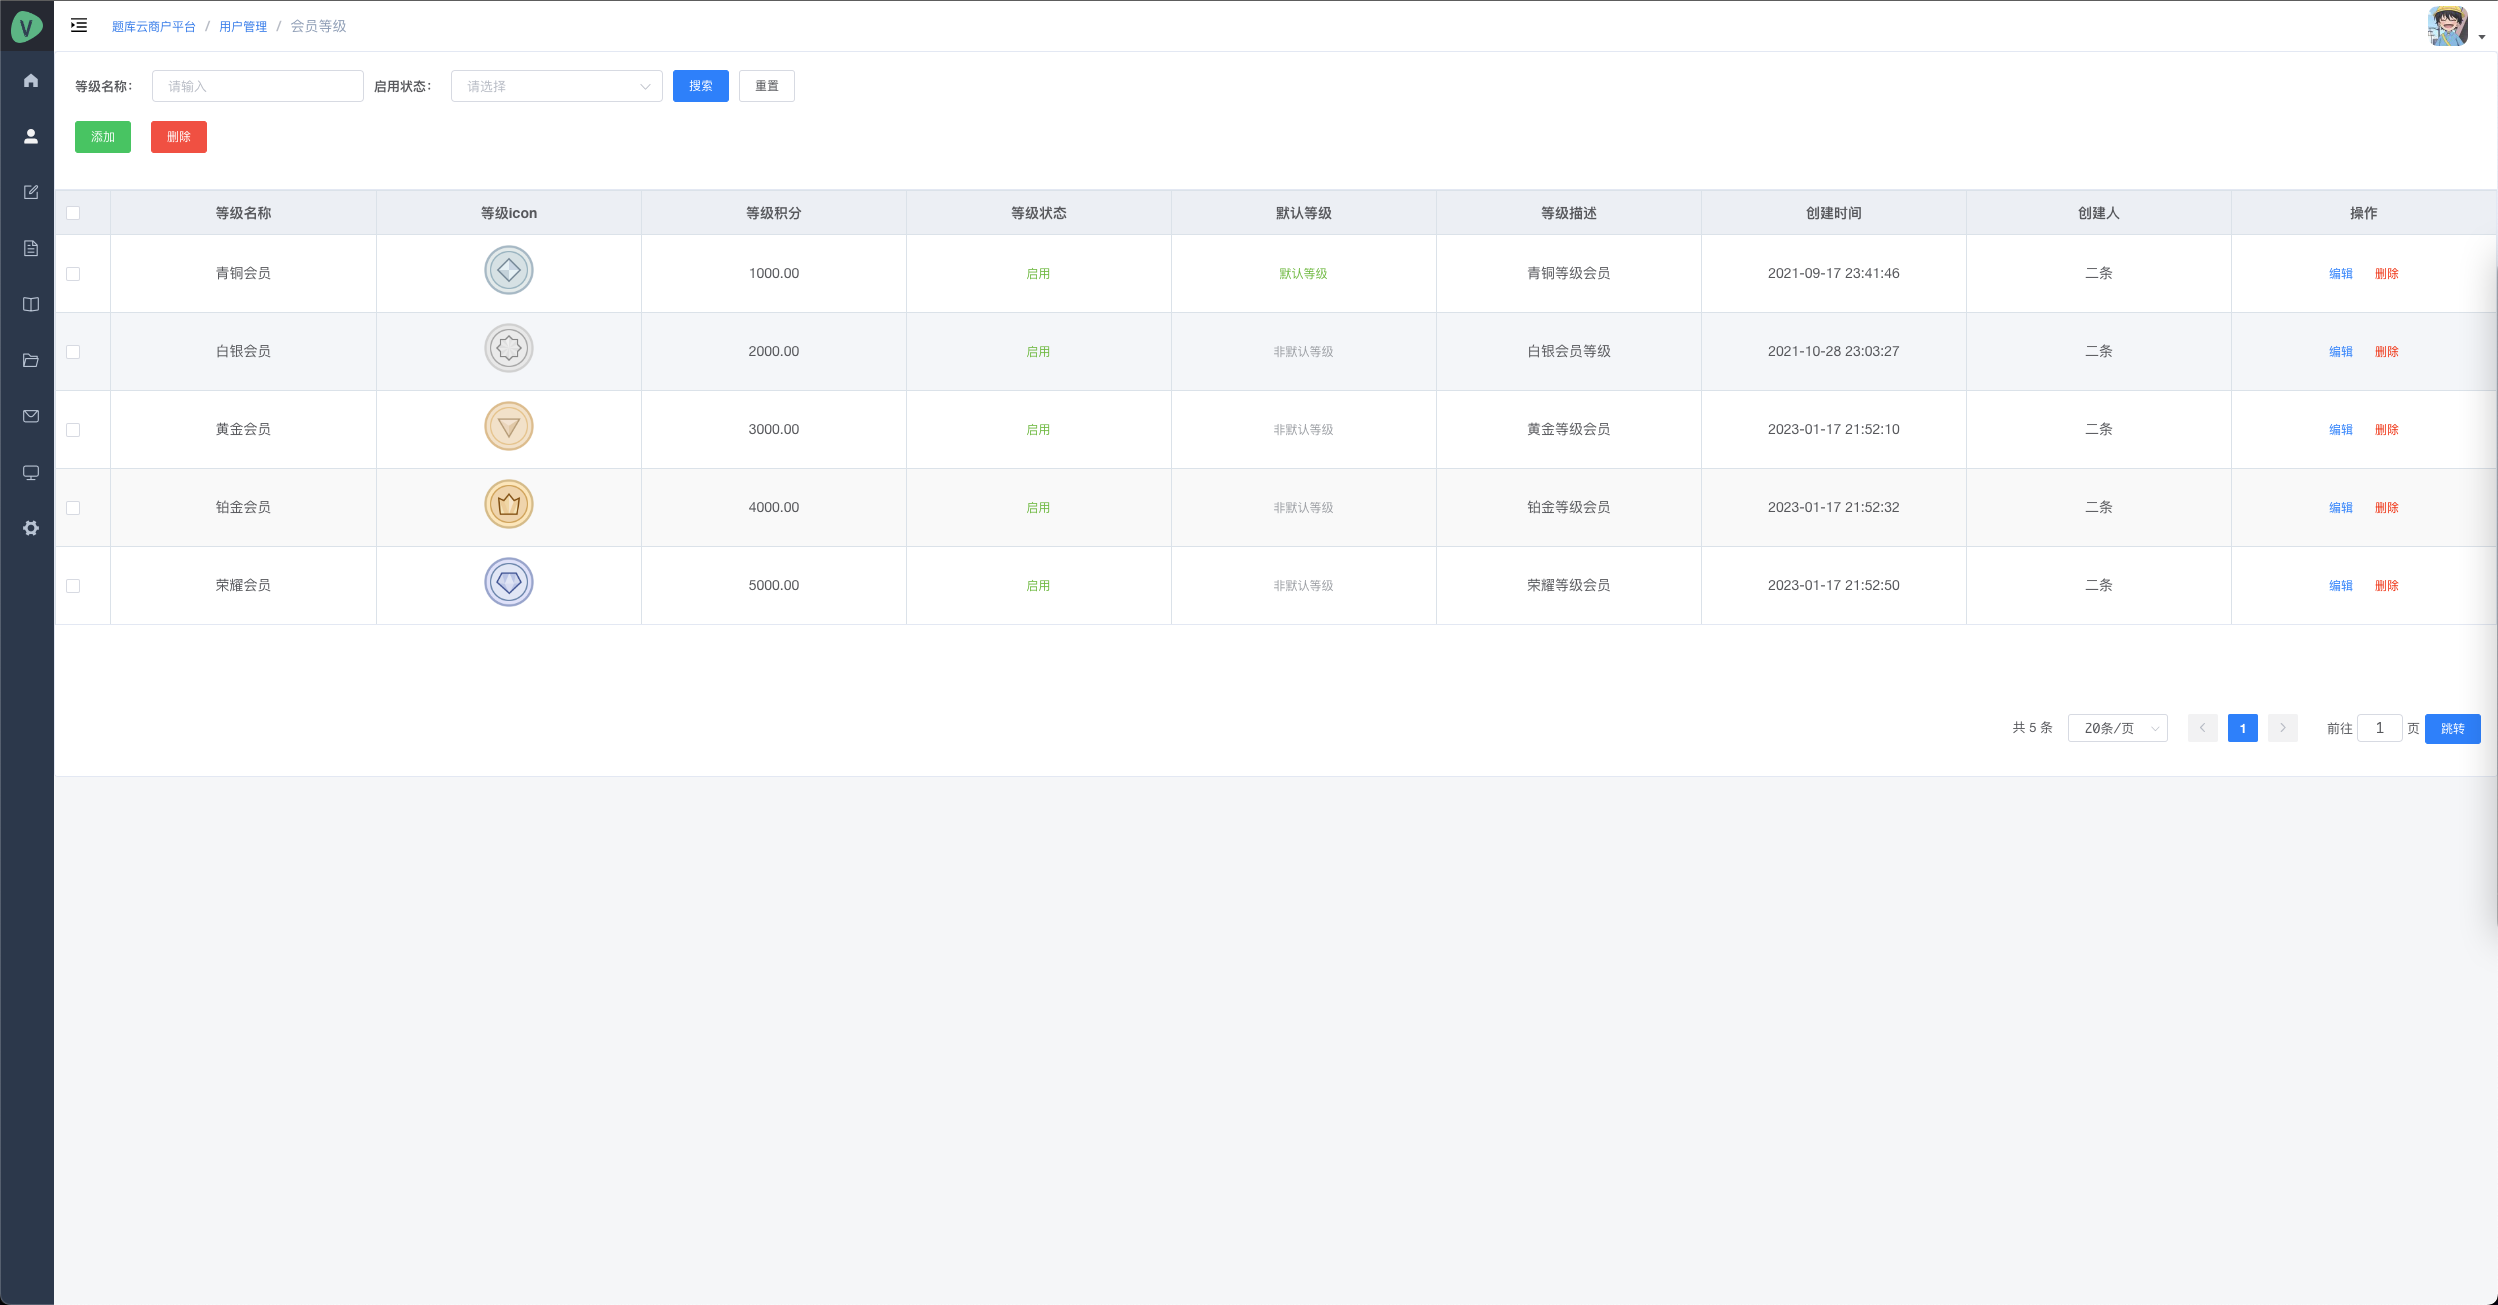 V
题库云商户平台 / 用户管理 / 会员等级
等级名称： 请输入 启用状态： 请选择 搜索 重置
添加 删除
等级名称 等级icon 等级积分 等级状态 默认等级 等级描述 创建时间 创建人 操作
青铜会员 1000.00 启用 默认等级 青铜等级会员 2021-09-17 23:41:46 二条 编辑 删除
白银会员 2000.00 启用 非默认等级 白银会员等级 2021-10-28 23:03:27 二条 编辑 删除
黄金会员 3000.00 启用 非默认等级 黄金等级会员 2023-01-17 21:52:10 二条 编辑 删除
铂金会员 4000.00 启用 非默认等级 铂金等级会员 2023-01-17 21:52:32 二条 编辑 删除
荣耀会员 5000.00 启用 非默认等级 荣耀等级会员 2023-01-17 21:52:50 二条 编辑 删除
共 5 条 20条/页 1 前往 1 页 跳转